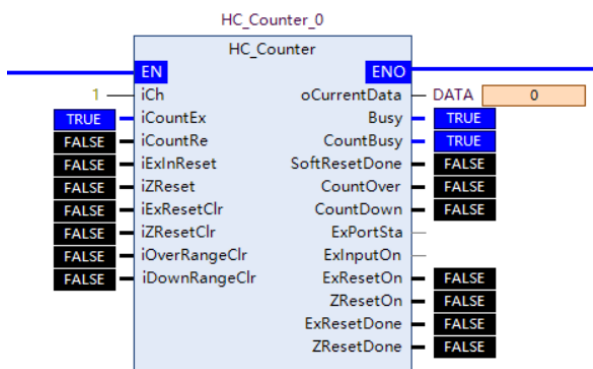 HC_Counter_0
HC_Counter
EN ENO
1 iCh oCurrentData DATA 0
TRUE iCountEx Busy TRUE
FALSE iCountRe CountBusy TRUE
FALSE iExInReset SoftResetDone FALSE
FALSE iZReset CountOver FALSE
FALSE iExResetClr CountDown FALSE
FALSE iZResetClr ExPortSta
FALSE iOverRangeClr ExInputOn
FALSE iDownRangeClr ExResetOn FALSE
ZResetOn FALSE
ExResetDone FALSE
ZResetDone FALSE